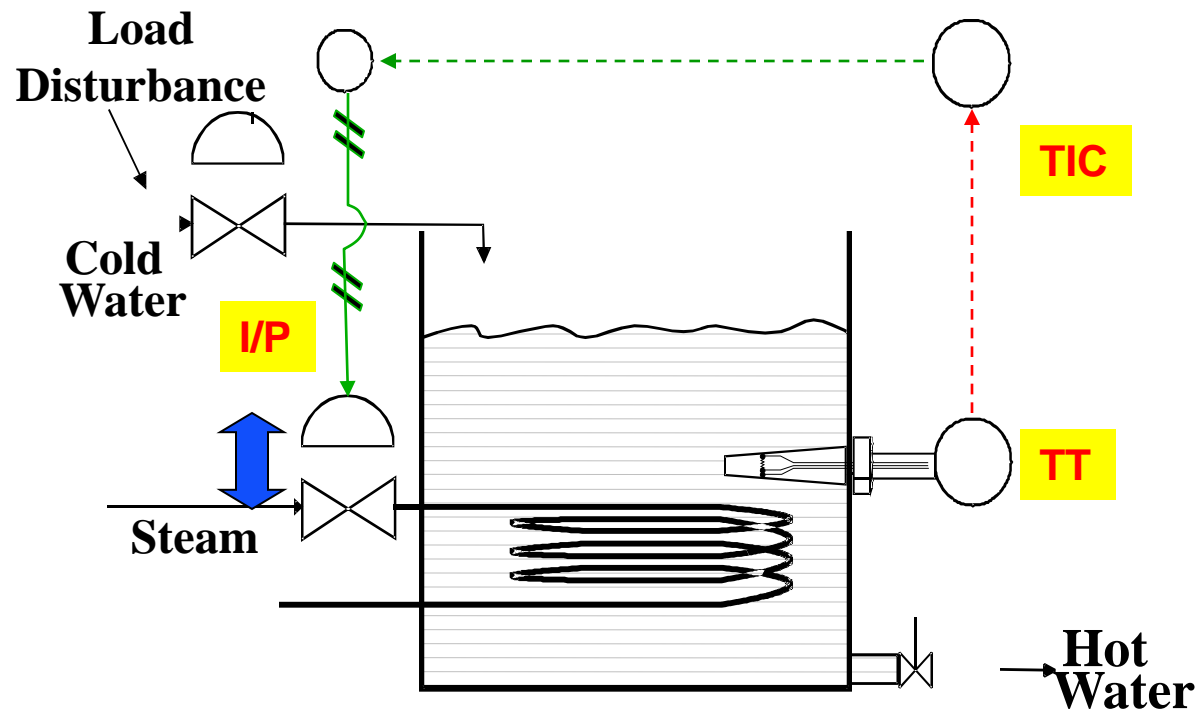 Load
Disturbance
TIC
Cold
Water
I/P
TT
Steam
Hot
Water